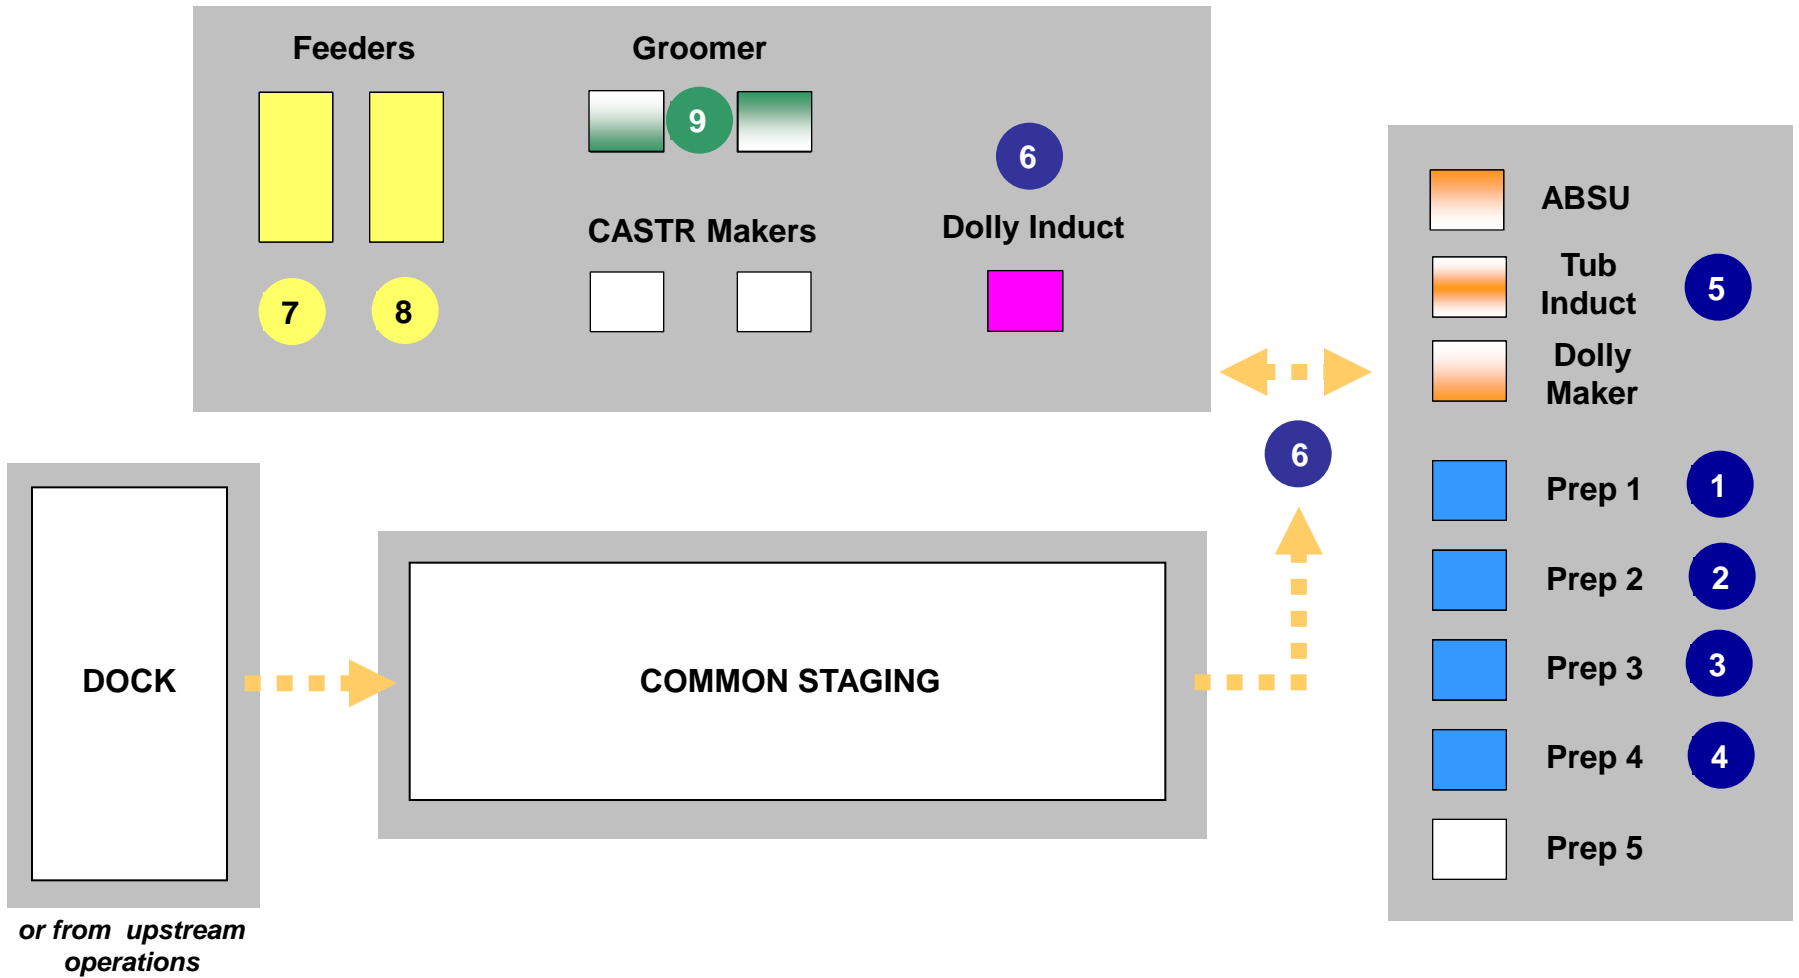 Feeders
Groomer
9
6
CASTR Makers
Dolly Induct
7
8
ABSU
Tub
Induct
5
Dolly
Maker
6
Prep 1
1
Prep 2
2
Prep 3
3
Prep 4
4
Prep 5
DOCK
COMMON STAGING
or from upstream
operations